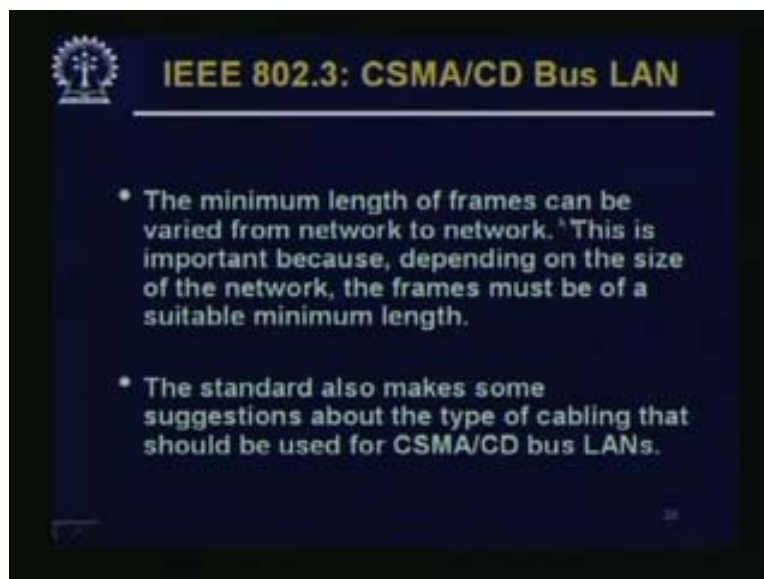 IEEE 802.3: CSMA/CD Bus LAN
• The minimum length of frames can be
varied from network to network. This is
important because, depending on the size
of the network, the frames must be of a
suitable minimum length.
• The standard also makes some
suggestions about the type of cabling that
should be used for CSMA/CD bus LANs.